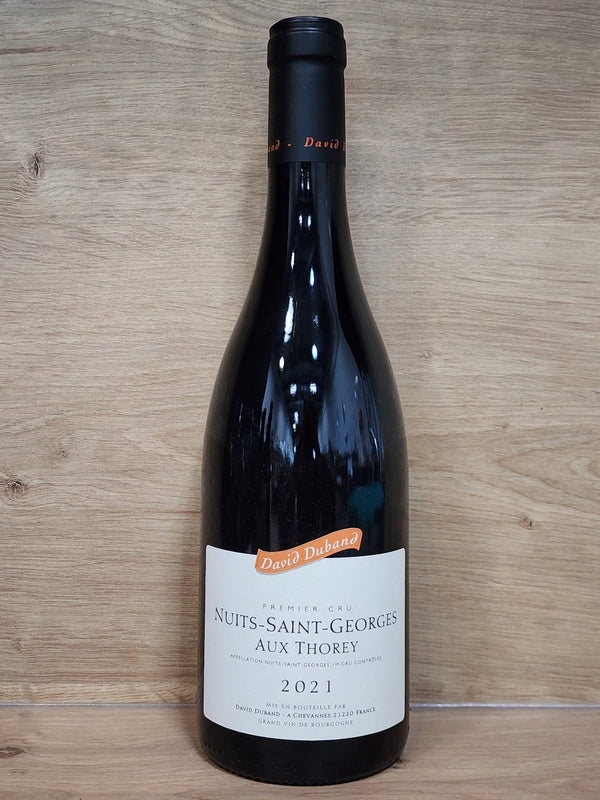 and - David D
David Duband
PREMIER CRU
NUITS-SAINT-GEORGES
AUX THOREY
APPELLATION NUITS-SAINT-GEORGES 1ER CRU CONTRÔLÉE
2021
MIS EN BOUTEILLE PAR
DAVID DUBAND - A CHEVANNES 21220 FRANCE
GRAND VIN DE BOURGOGNE